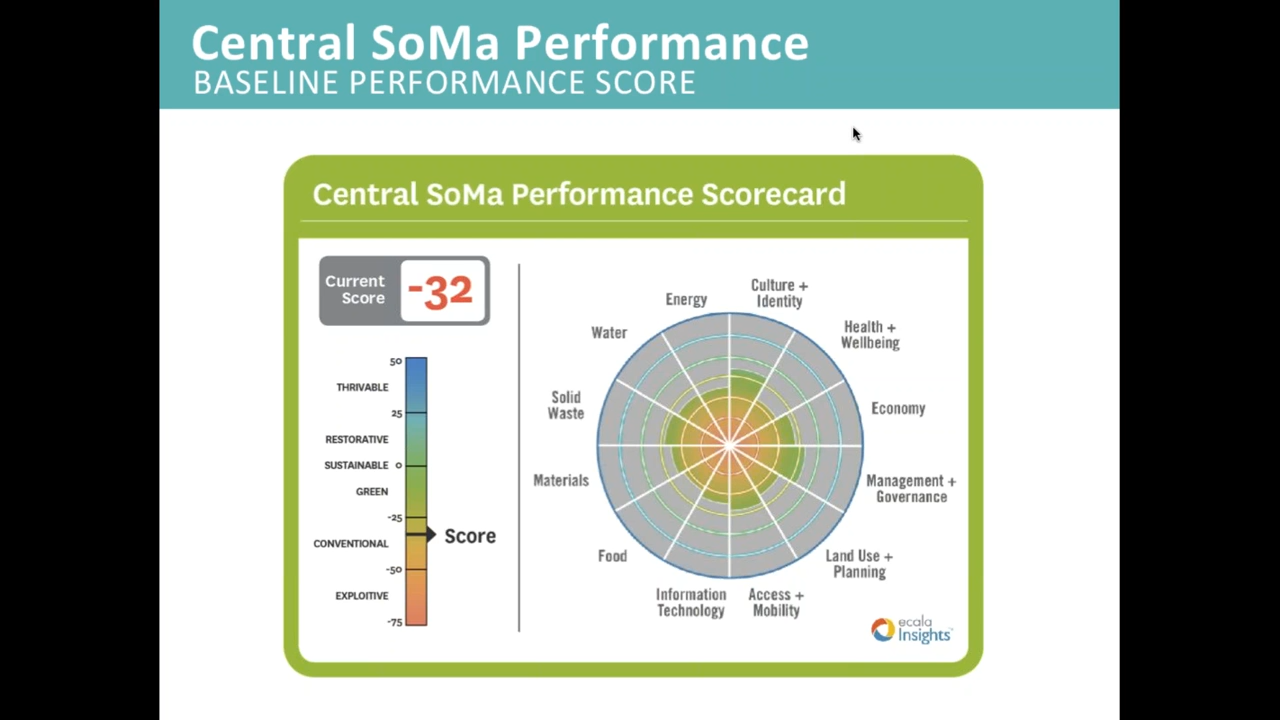 Central SoMa Performance
BASELINE PERFORMANCE SCORE
Central SoMa Performance Scorecard
Current
Score
-32
50
THRIVABLE
25
RESTORATIVE
SUSTAINABLE 0
GREEN
-25
Score
CONVENTIONAL
-50
EXPLOITIVE
-75
Energy
Culture +
Identity
Water
Health +
Wellbeing
Solid
Waste
Economy
Materials
Management +
Governance
Food
Land Use +
Planning
Information
Technology
Access +
Mobility
ecala
Insights™